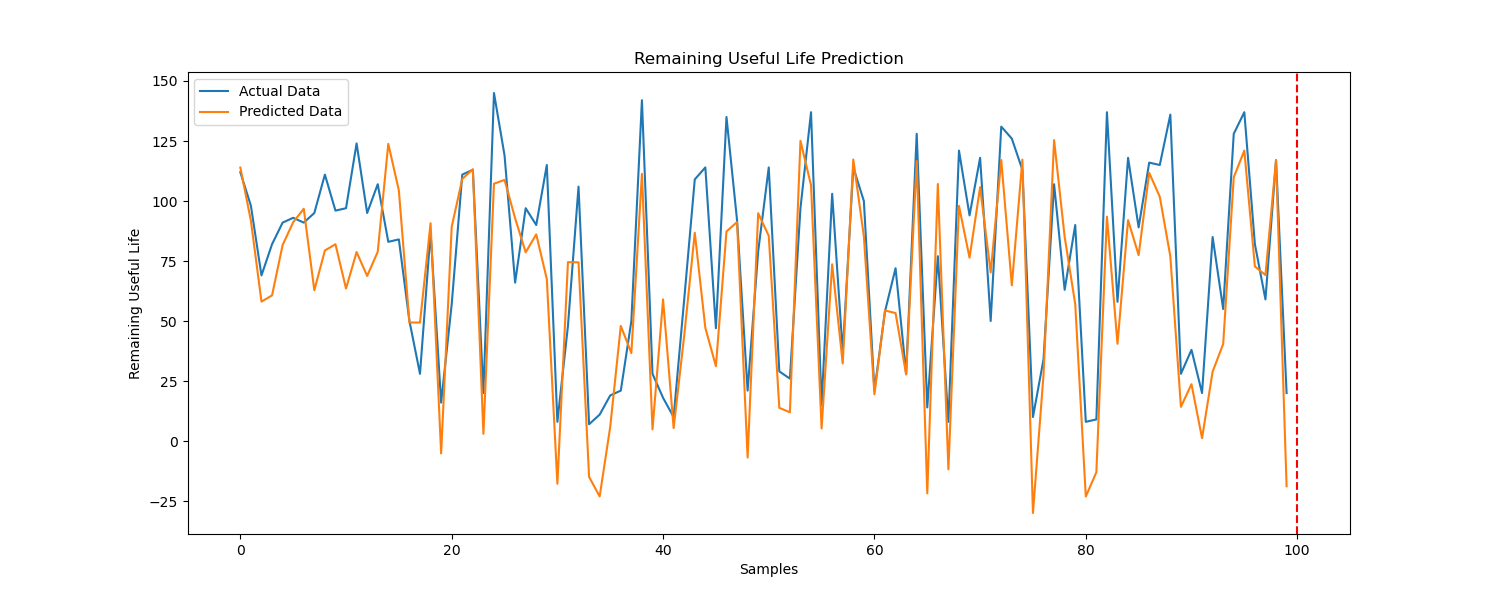 Remaining Useful Life Prediction
Actual Data
Predicted Data
Remaining Useful Life
150
125
100
75
50
25
0
−25
0
20
40
60
80
100
Samples